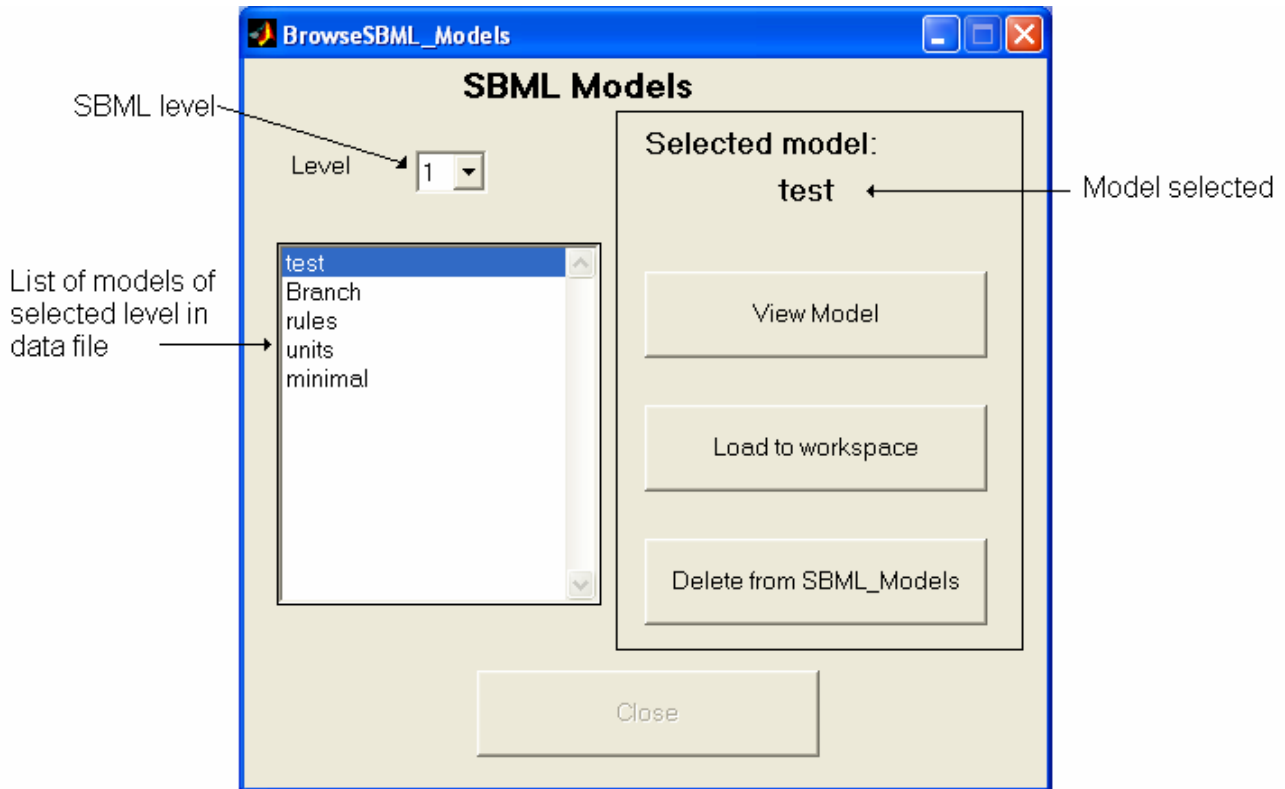 BrowseSBML_Models
SBML Models
SBML level
Level
1
Selected model:
test
Model selected
List of models of
selected level in
data file
test
Branch
rules
units
minimal
View Model
Load to workspace
Delete from SBML_Models
Close